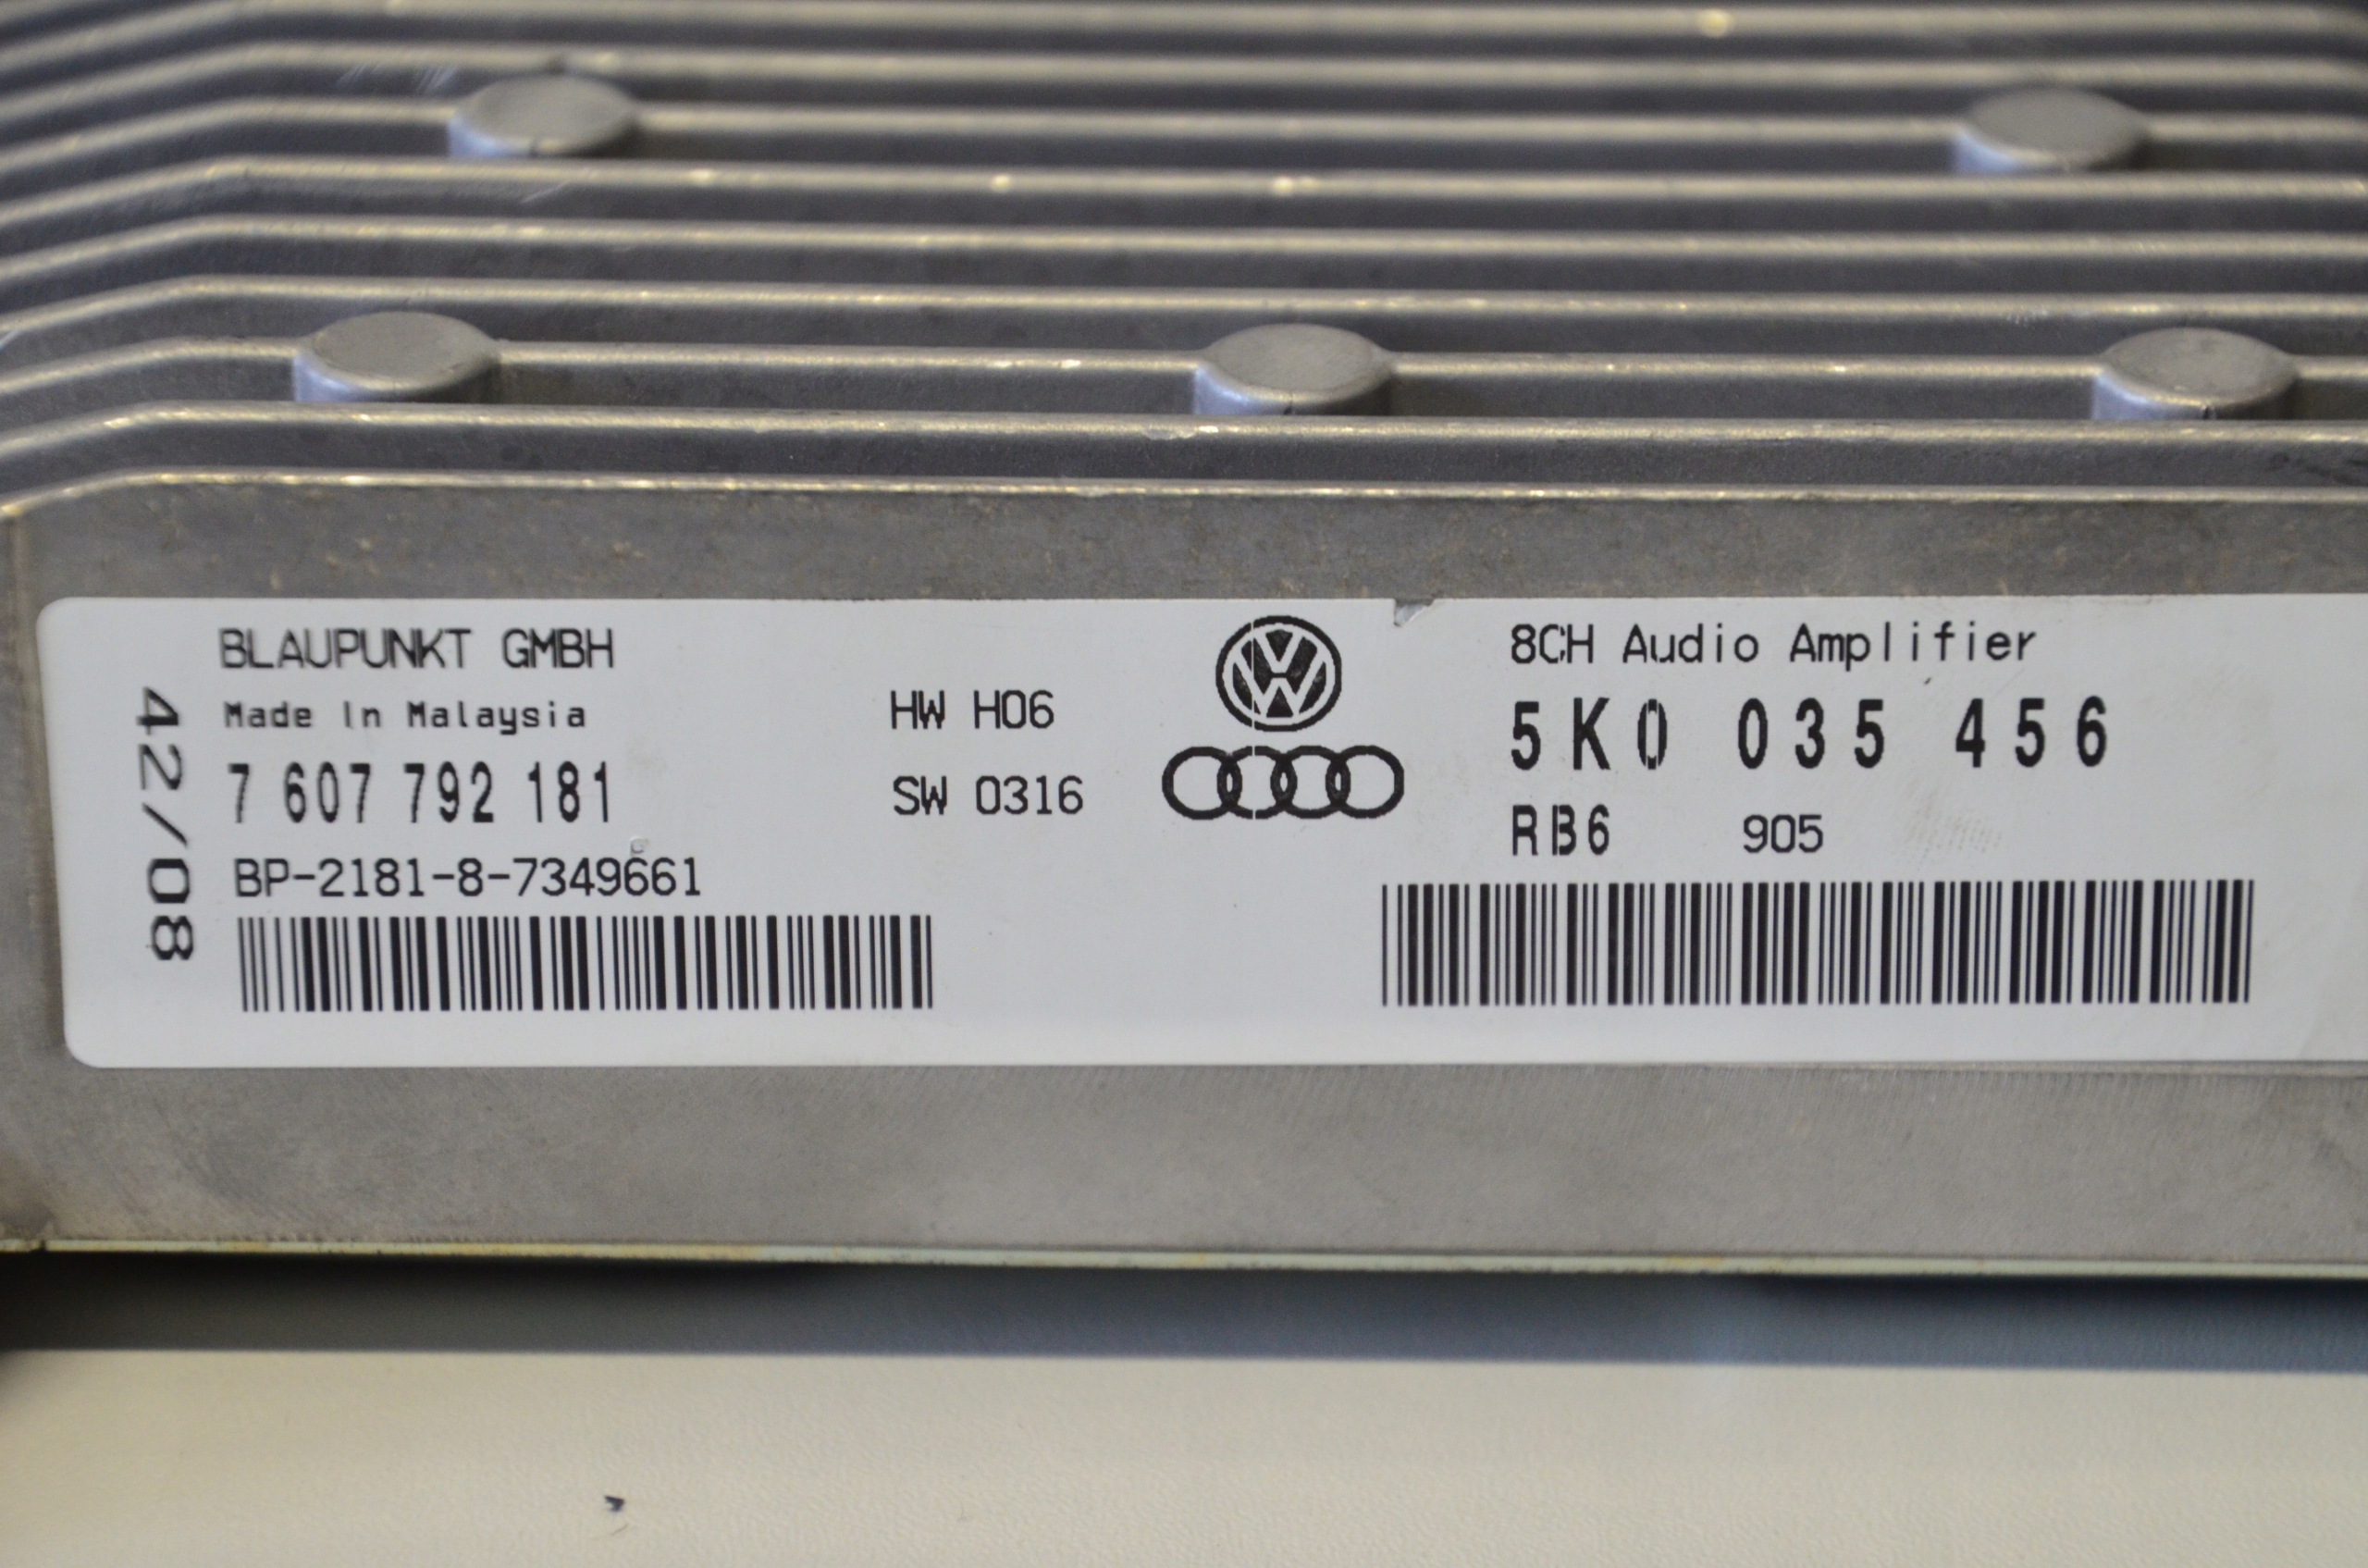 BLAUPUNKT GMBH
Made In Malaysia
7 607 792 181
BP-2181-8-7349661
42/08
HW H06
SW 0316
VW
8CH Audio Amplifier
5K0 035 456
RB6 905